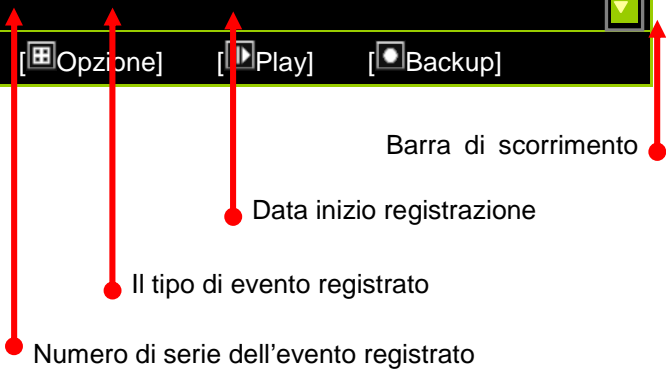 [Opzione] [Play] [Backup]
Barra di scorrimento
Data inizio registrazione
Il tipo di evento registrato
Numero di serie dell'evento registrato